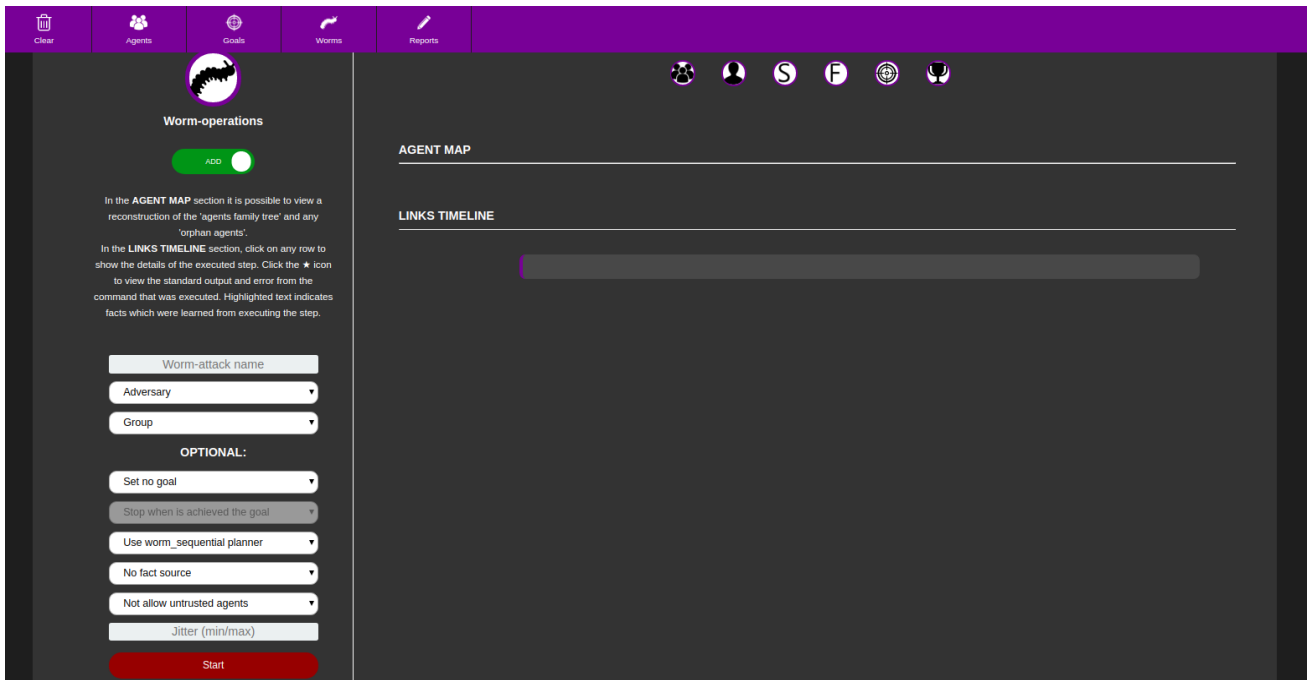 Clear
Agents
Goals
Worms
Reports
Worm-operations
ADD
In the AGENT MAP section it is possible to view a
reconstruction of the 'agents family tree' and any
'orphan agents'.
In the LINKS TIMELINE section, click on any row to
show the details of the executed step. Click the ★ icon
to view the standard output and error from the
command that was executed. Highlighted text indicates
facts which were learned from executing the step.
Worm-attack name
Adversary
Group
OPTIONAL:
Set no goal
Stop when is achieved the goal
Use worm_sequential planner
No fact source
Not allow untrusted agents
Jitter (min/max)
Start
S
F
AGENT MAP
LINKS TIMELINE